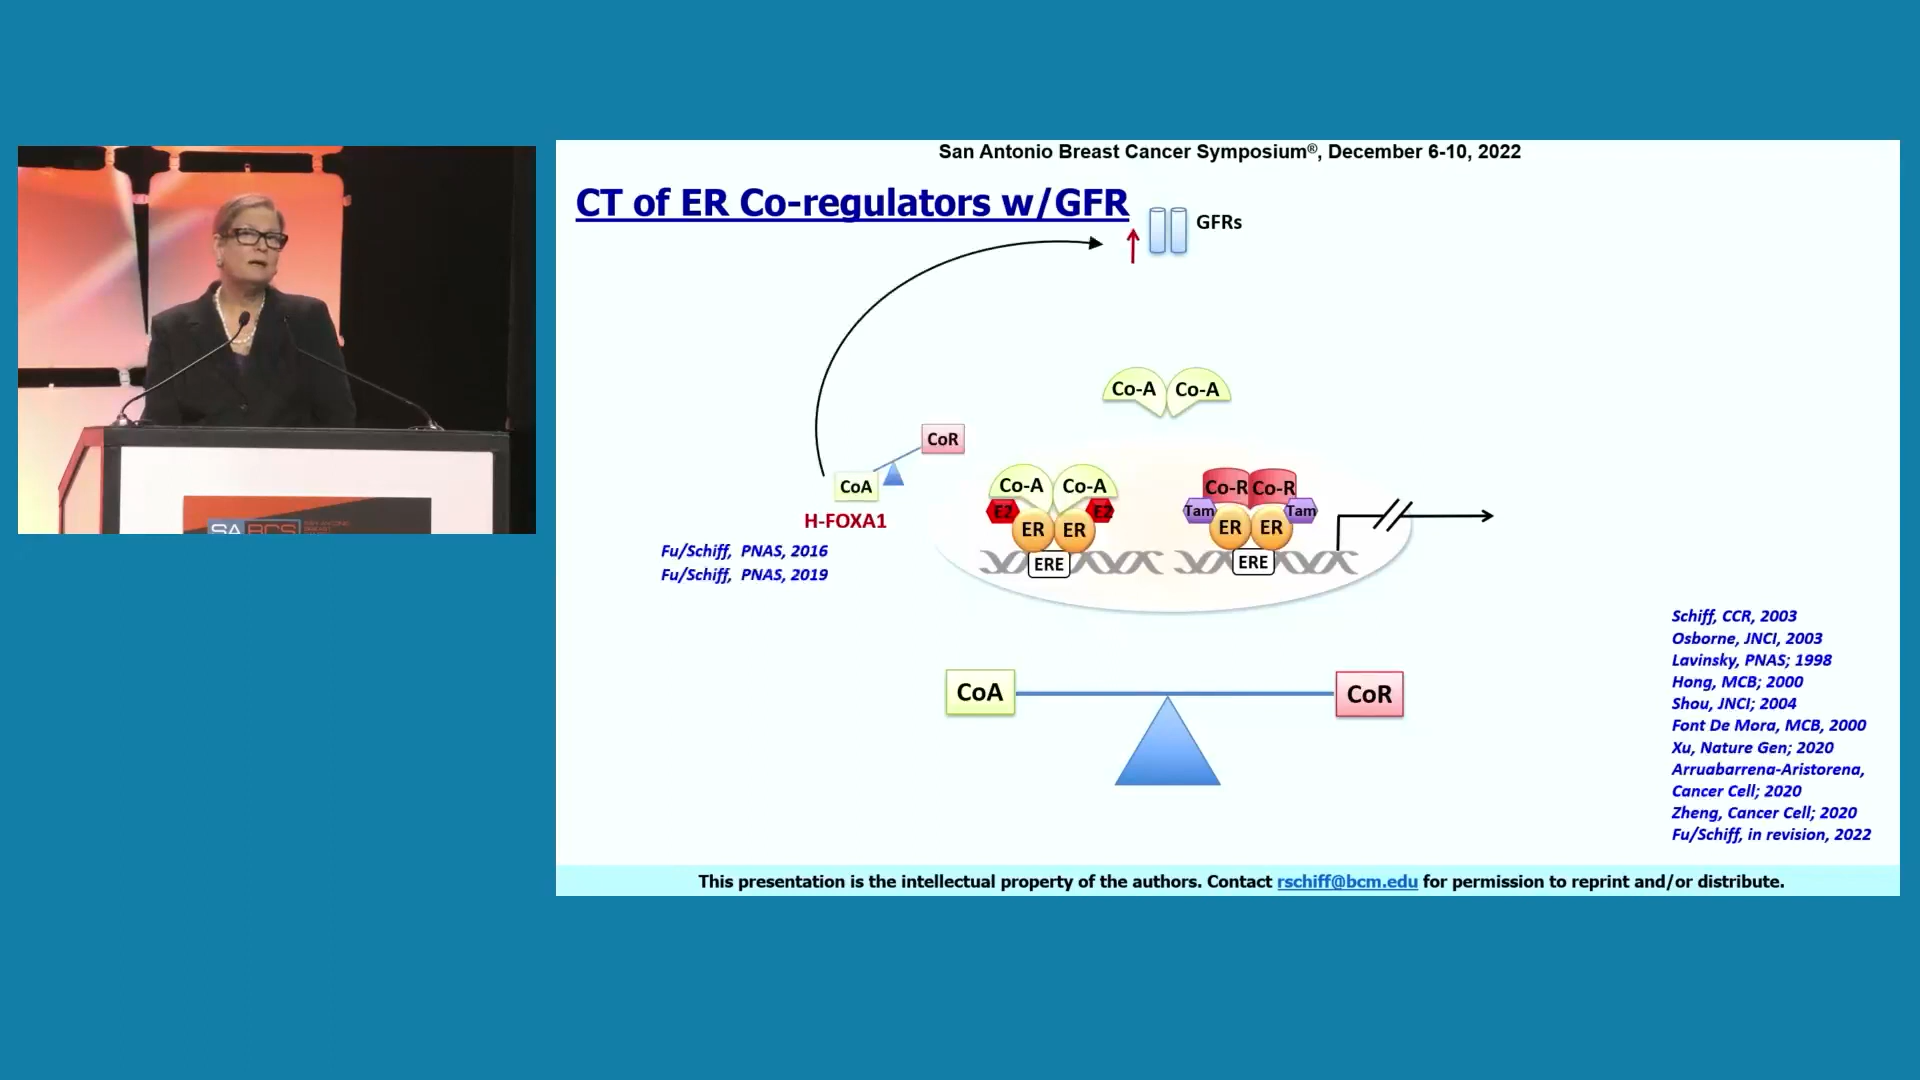 San Antonio Breast Cancer Symposium®, December 6-10, 2022
CT of ER Co-regulators w/GFR
GFRs
Co-A Co-A
CoR
CoA
H-FOXA1
Fu/Schiff, PNAS, 2016
Fu/Schiff, PNAS, 2019
Co-A Co-A
E2 E2
ER ER
ERE
Co-R Co-R
Tam Tam
ER ER
ERE
CoA
CoR
Schiff, CCR, 2003
Osborne, JNCI, 2003
Lavinsky, PNAS; 1998
Hong, MCB; 2000
Shou, JNCI; 2004
Font De Mora, MCB, 2000
Xu, Nature Gen; 2020
Arruabarrena-Aristorena,
Cancer Cell; 2020
Zheng, Cancer Cell; 2020
Fu/Schiff, in revision, 2022
This presentation is the intellectual property of the authors. Contact rschiff@bcm.edu for permission to reprint and/or distribute.
SABCS